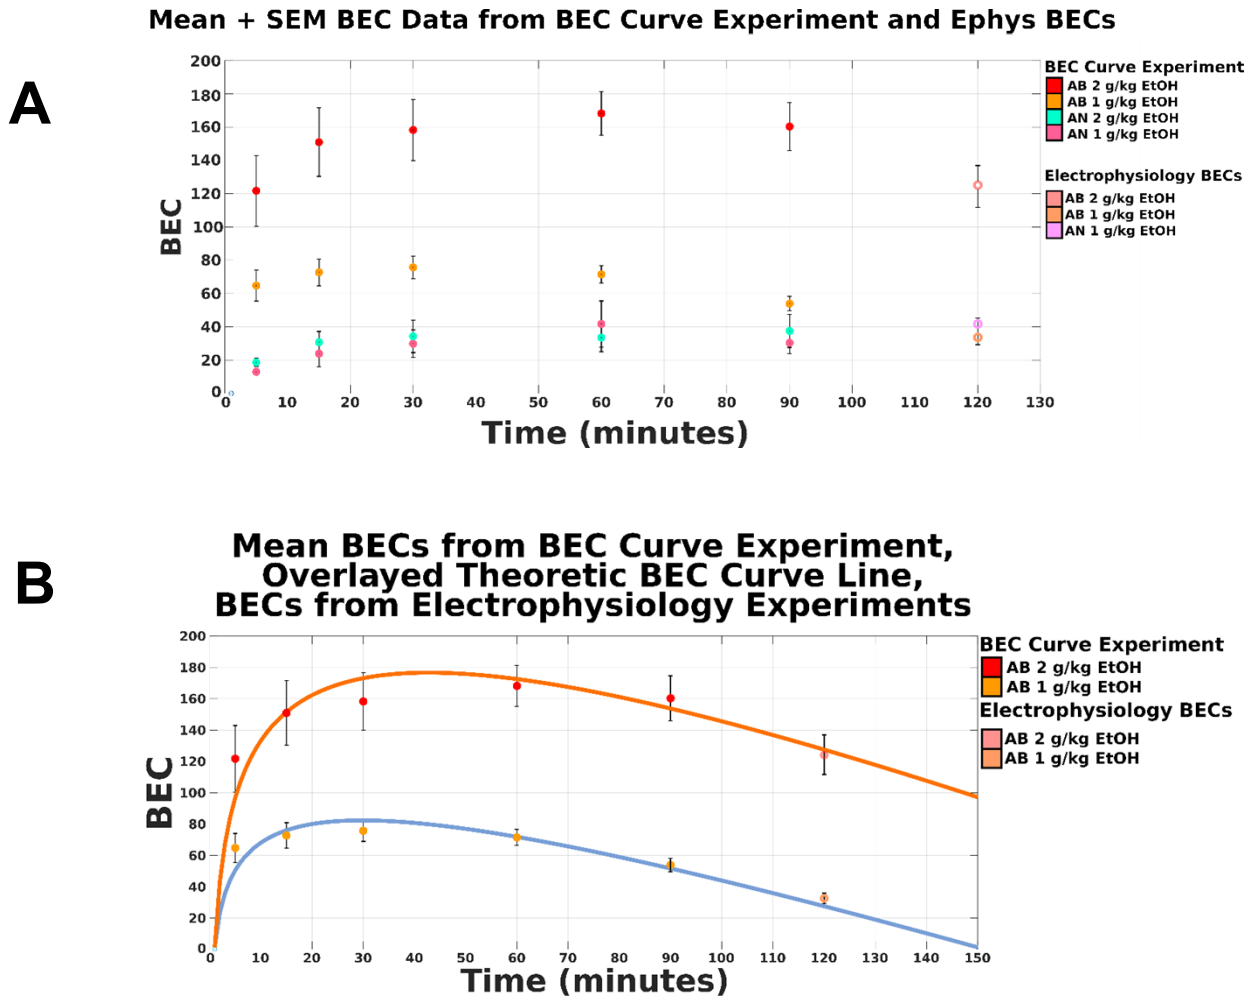 Mean + SEM BEC Data from BEC Curve Experiment and Ephys BECs
A
BEC
200
180
160
140
120
100
80
60
40
20
0
0 10 20 30 40 50 60 70 80 90 100 110 120 130
Time (minutes)
BEC Curve Experiment
AB 2 g/kg EtOH
AB 1 g/kg EtOH
AN 2 g/kg EtOH
AN 1 g/kg EtOH
Electrophysiology BECs
AB 2 g/kg EtOH
AB 1 g/kg EtOH
AN 1 g/kg EtOH
B
Mean BECs from BEC Curve Experiment,
Overlayed Theoretic BEC Curve Line,
BECs from Electrophysiology Experiments
BEC
200
180
160
140
120
100
80
60
40
20
0
0 10 20 30 40 50 60 70 80 90 100 110 120 130 140 150
Time (minutes)
BEC Curve Experiment
AB 2 g/kg EtOH
AB 1 g/kg EtOH
Electrophysiology BECs
AB 2 g/kg EtOH
AB 1 g/kg EtOH